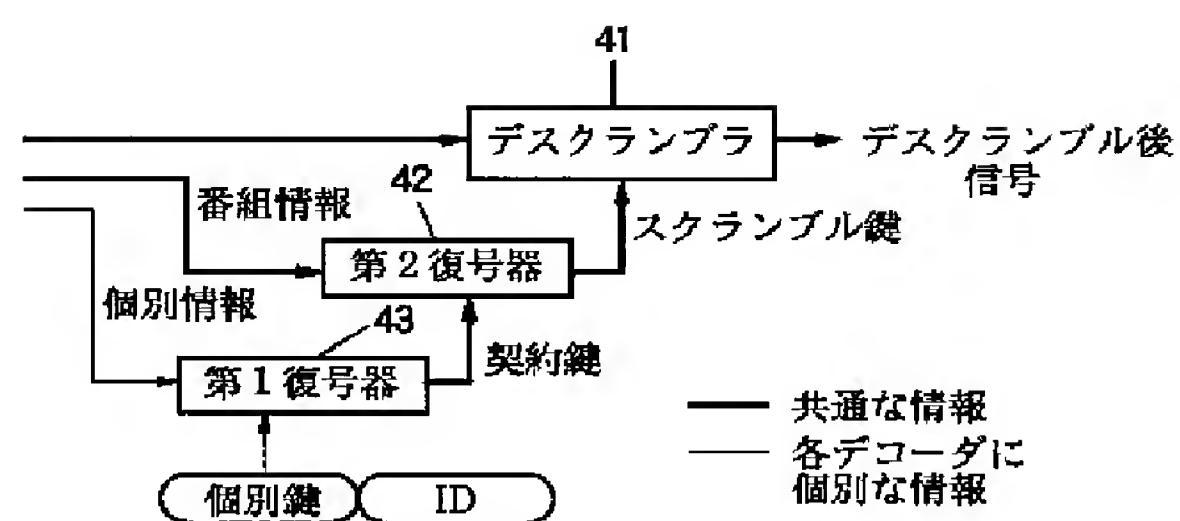 41
デスクランブラ
デスクランブル後
信号
番組情報
42
スクランブル鍵
第2復号器
個別情報
43
契約鍵
第1復号器
共通な情報
各デコーダに
個別な情報
個別鍵
ID